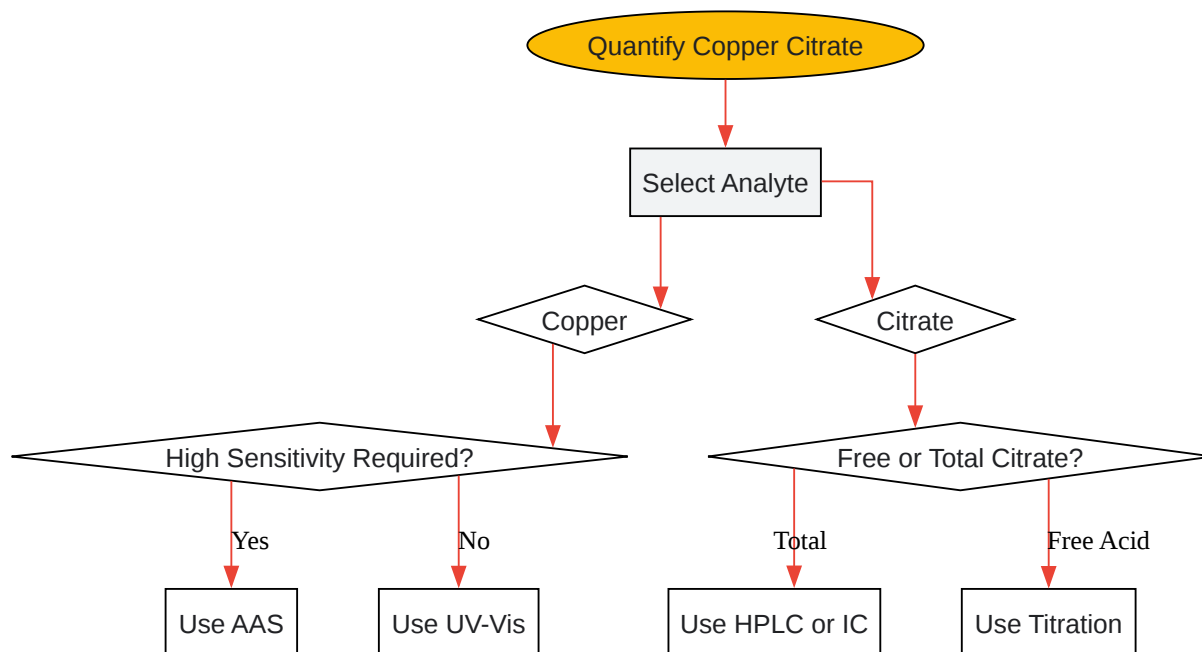 Quantify Copper Citrate
Select Analyte
Copper
Citrate
High Sensitivity Required?
Free or Total Citrate?
Yes
No
Total
Free Acid
Use AAS
Use UV-Vis
Use HPLC or IC
Use Titration